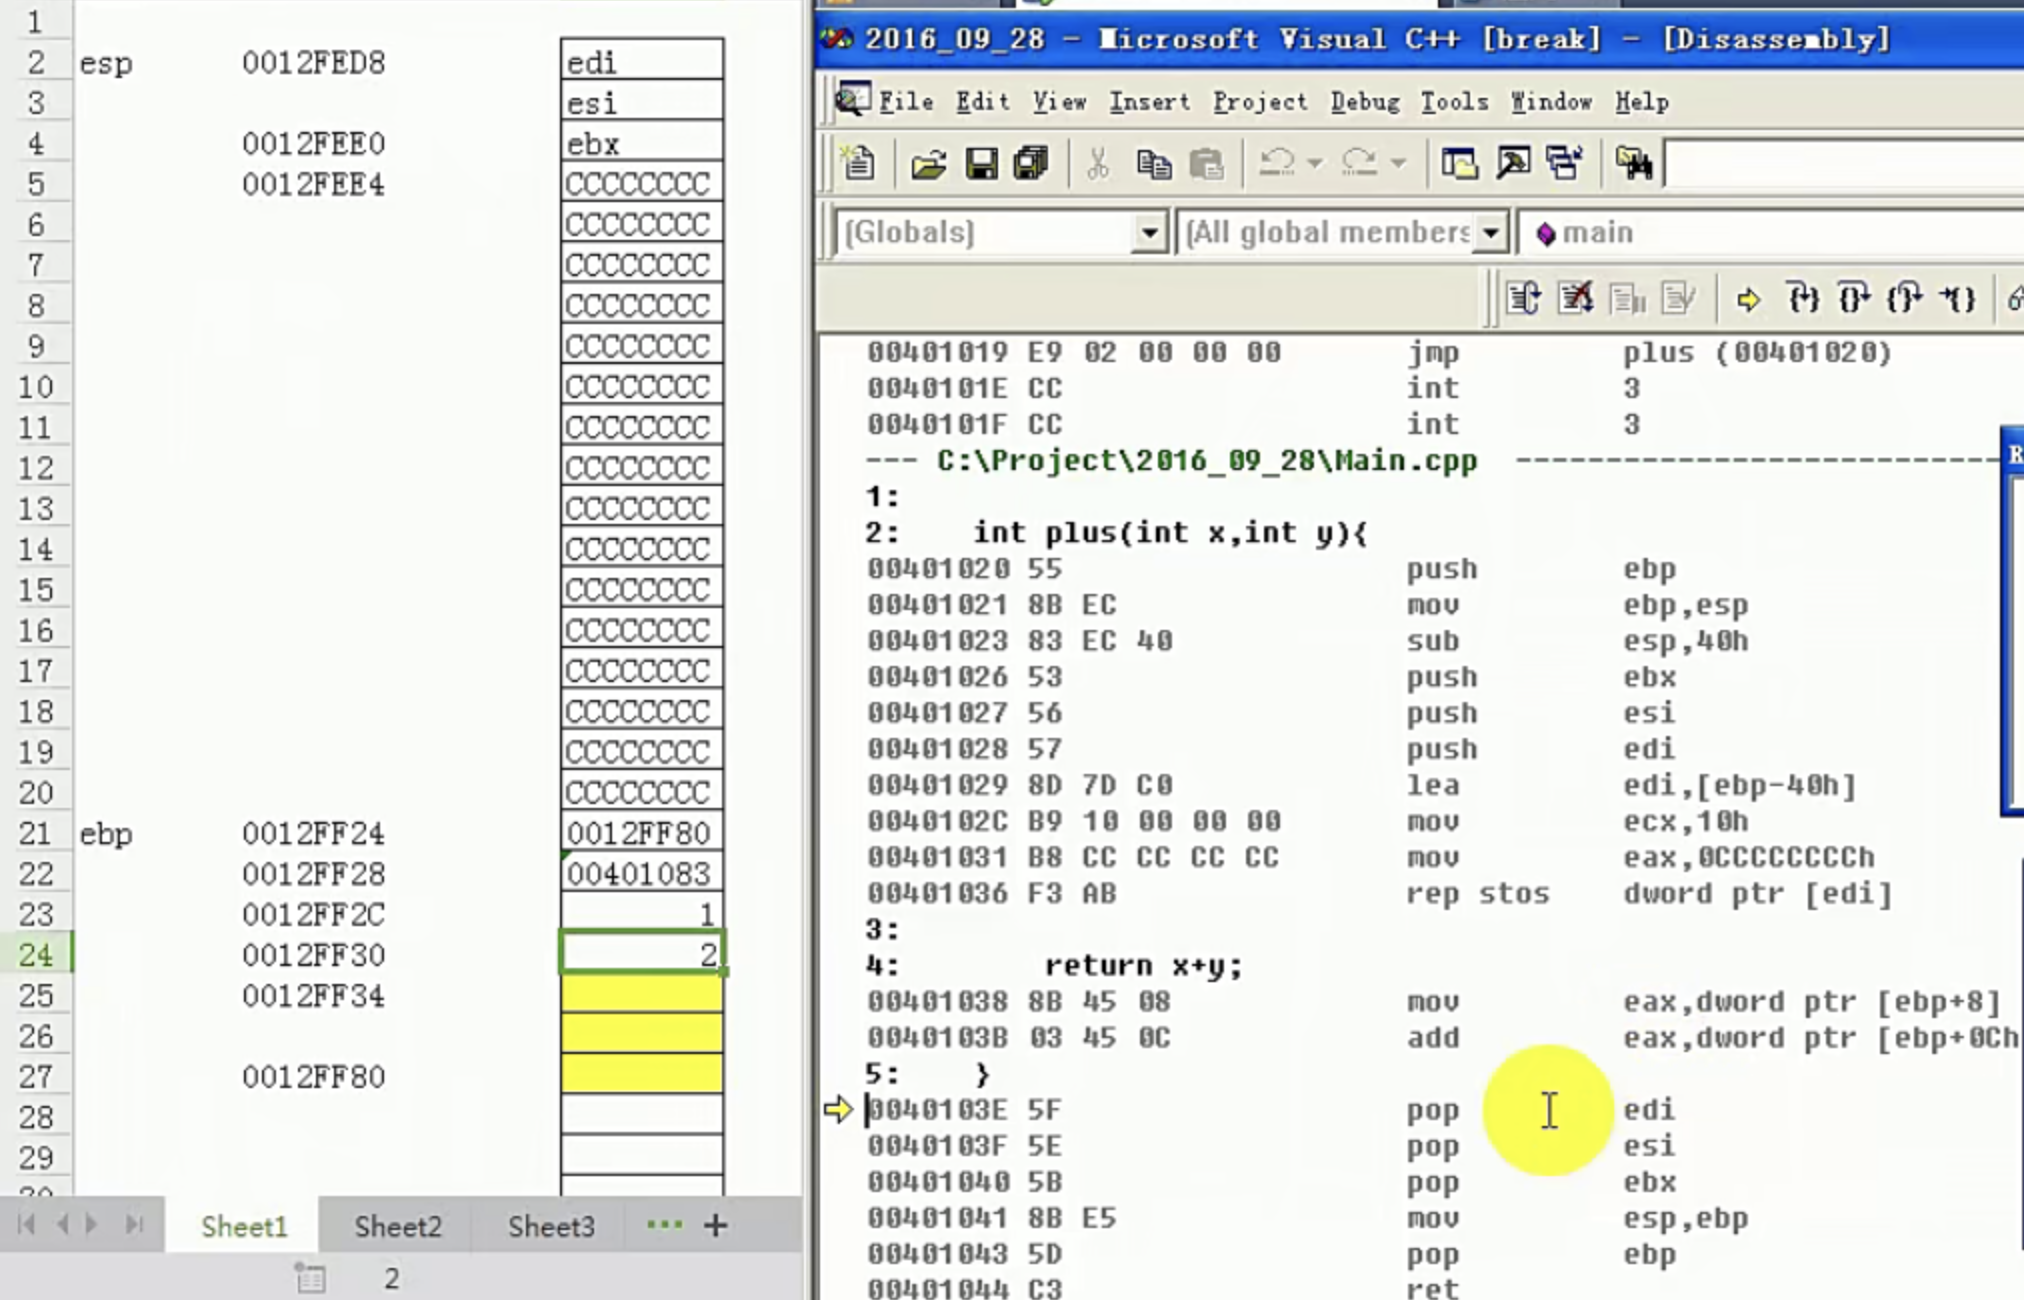 1
2 esp 0012FED8 edi
3 esi
4 0012FEE0 ebx
5 0012FEE4 CCCCCCCC
6 CCCCCCCC
7 CCCCCCCC
8 CCCCCCCC
9 CCCCCCCC
10 CCCCCCCC
11 CCCCCCCC
12 CCCCCCCC
13 CCCCCCCC
14 CCCCCCCC
15 CCCCCCCC
16 CCCCCCCC
17 CCCCCCCC
18 CCCCCCCC
19 CCCCCCCC
20 CCCCCCCC
21 ebp 0012FF24 0012FF80
22 0012FF28 00401083
23 0012FF2C 1
24 0012FF30 2
25 0012FF34
26
27 0012FF80
28
29
Sheet1 Sheet2 Sheet3 ••• +
2
2016_09_28 - Microsoft Visual C++ [break] - [Disassembly]
File Edit View Insert Project Debug Tools Window Help
(Globals) (All global members main
00401019 E9 02 00 00 00 jmp plus (00401020)
0040101E CC int 3
0040101F CC int 3
--- C:\Project\2016_09_28\Main.cpp ---------------------------
1:
2: int plus(int x,int y){
00401020 55 push ebp
00401021 8B EC mov ebp,esp
00401023 83 EC 40 sub esp,40h
00401026 53 push ebx
00401027 56 push esi
00401028 57 push edi
00401029 8D 7D C0 lea edi,[ebp-40h]
0040102C B9 10 00 00 00 mov ecx,10h
00401031 B8 CC CC CC CC mov eax,0CCCCCCCCh
00401036 F3 AB rep stos dword ptr [edi]
3:
4: return x+y;
00401038 8B 45 08 mov eax,dword ptr [ebp+8]
0040103B 03 45 0C add eax,dword ptr [ebp+0Ch
5: }
0040103E 5F pop edi
0040103F 5E pop esi
00401040 5B pop ebx
00401041 8B E5 mov esp,ebp
00401043 5D pop ebp
00401044 C3 ret